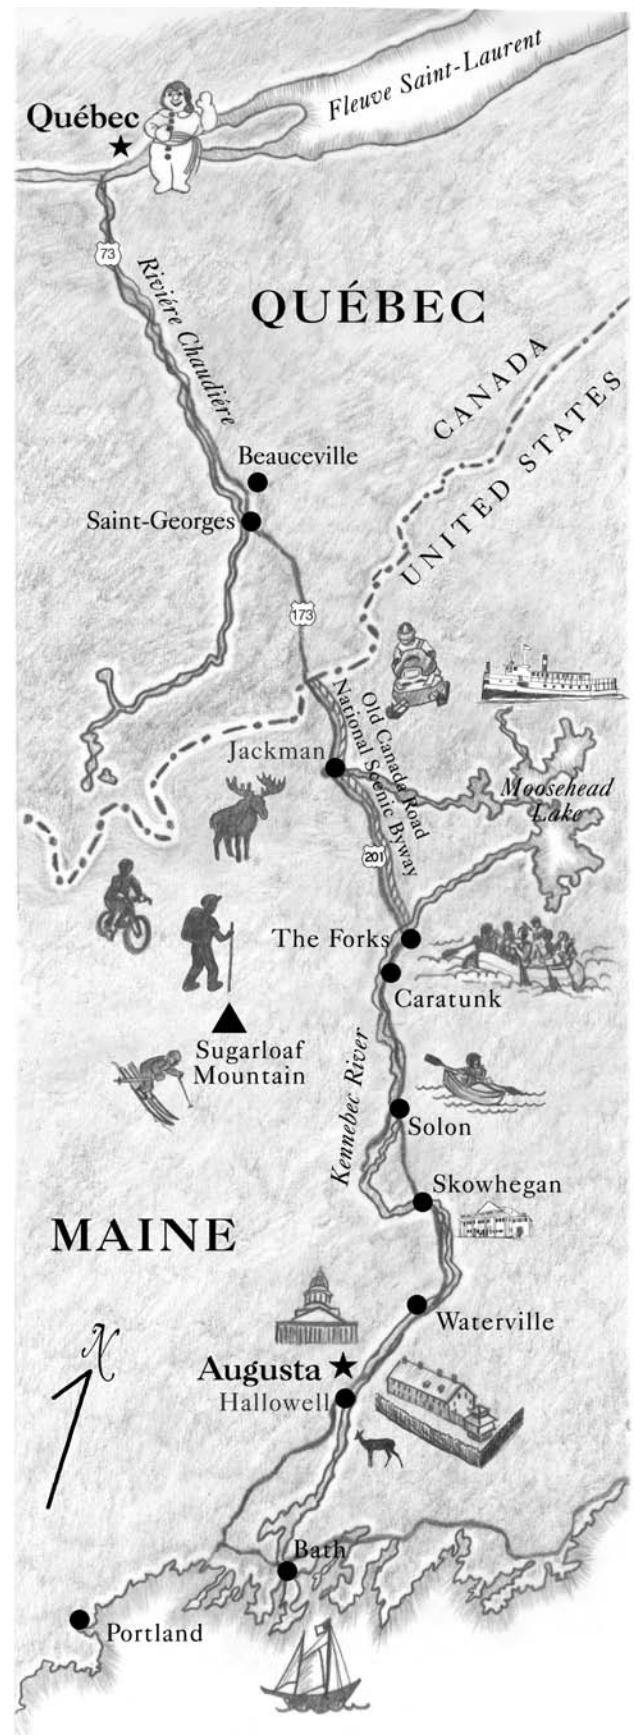 Fleuve Saint-Laurent
Québec
73
Riviére Chaudiére
QUÉBEC
CANADA
UNITED STATES
Beauceville
Saint-Georges
173
Old Canada Road
National Scenic Byway
Jackman
Moosehead
Lake
201
The Forks
Caratunk
Sugarloaf
Mountain
Kennebec River
Solon
Skowhegan
MAINE
Waterville
N
Augusta
Hallowell
Bath
Portland